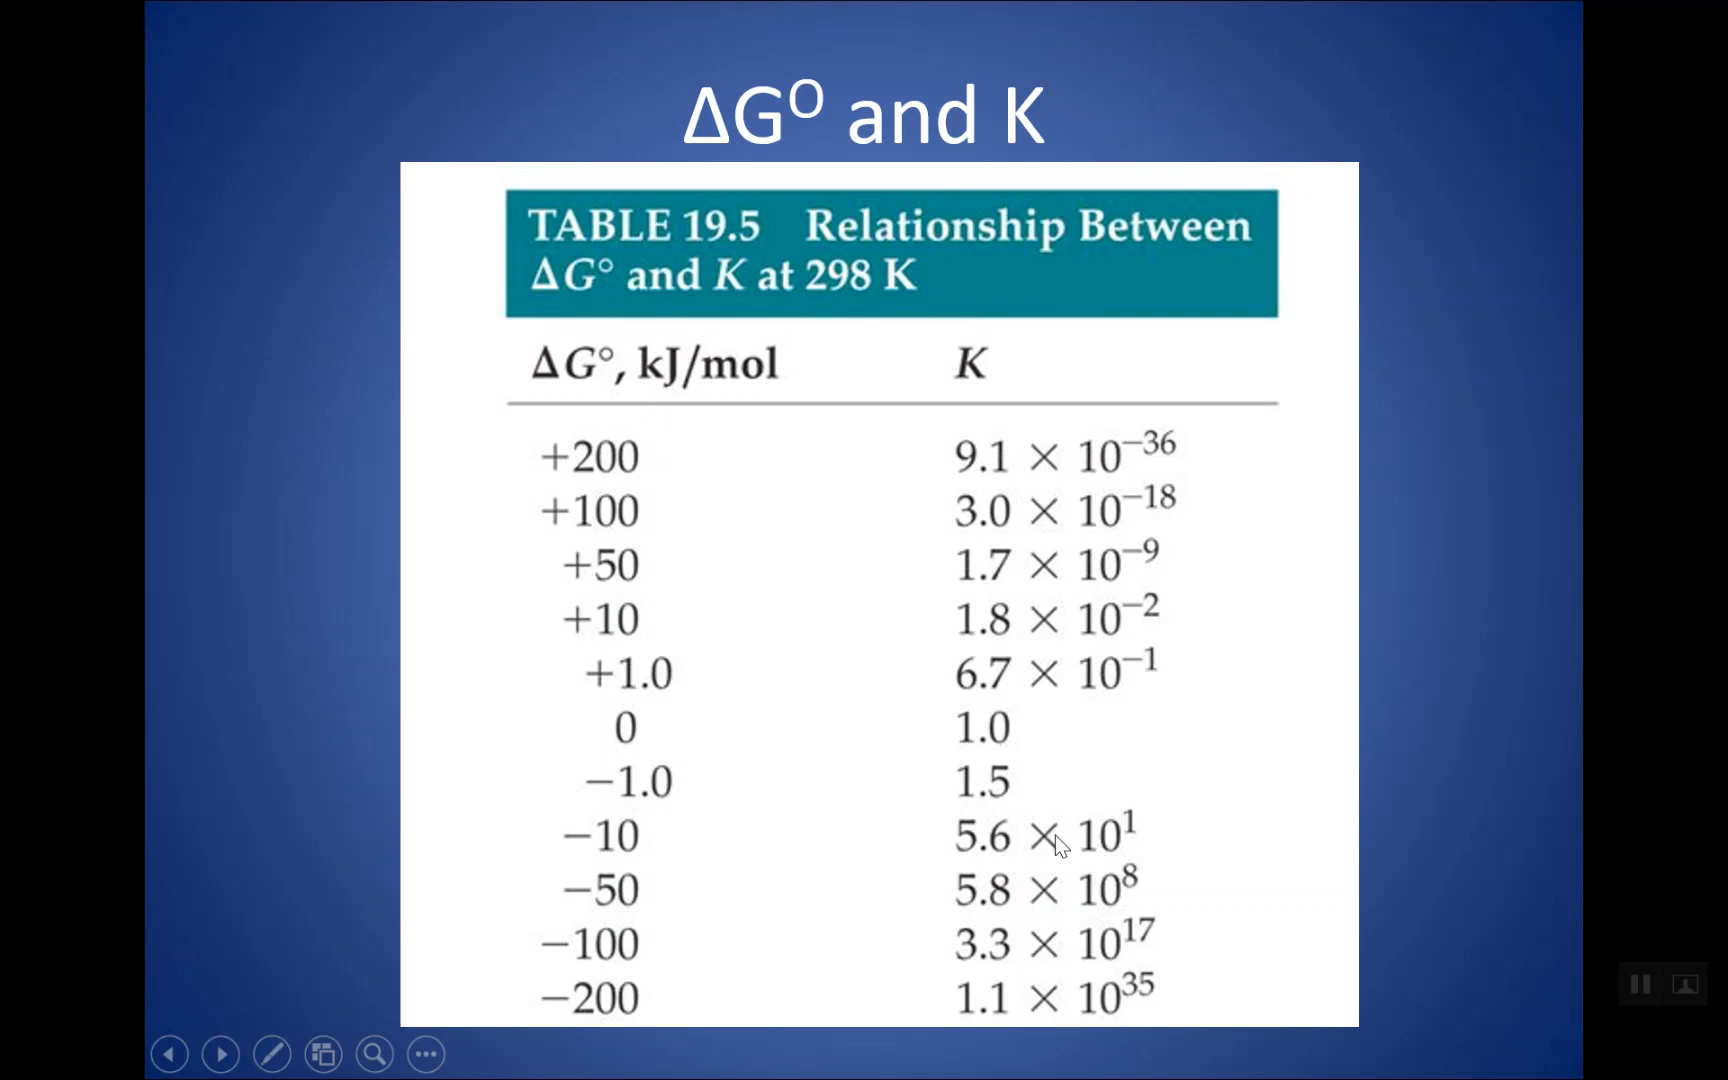 ΔG^O and K
TABLE 19.5 Relationship Between
ΔG° and K at 298 K
ΔG°, kJ/mol K
+200 9.1 × 10^−36
+100 3.0 × 10^−18
+50 1.7 × 10^−9
+10 1.8 × 10^−2
+1.0 6.7 × 10^−1
0 1.0
−1.0 1.5
−10 5.6 × 10^1
−50 5.8 × 10^8
−100 3.3 × 10^17
−200 1.1 × 10^35